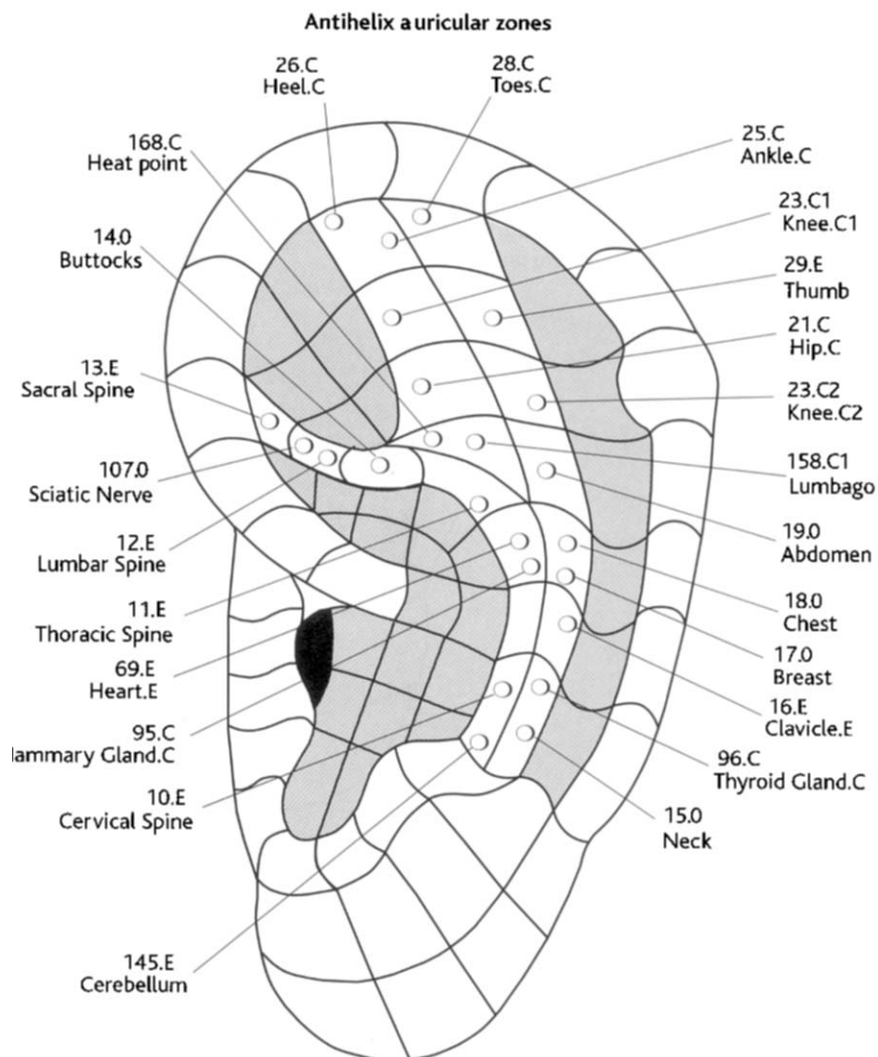 Antihelix auricular zones
26.C
Heel.C
28.C
Toes.C
168.C
Heat point
25.C
Ankle.C
23.C1
Knee.C1
14.0
Buttocks
29.E
Thumb
21.C
Hip.C
13.E
Sacral Spine
23.C2
Knee.C2
107.0
Sciatic Nerve
158.C1
Lumbago
12.E
Lumbar Spine
19.0
Abdomen
11.E
Thoracic Spine
18.0
Chest
69.E
Heart.E
17.0
Breast
95.C
lammary Gland.C
16.E
Clavicle.E
10.E
Cervical Spine
96.C
Thyroid Gland.C
15.0
Neck
145.E
Cerebellum